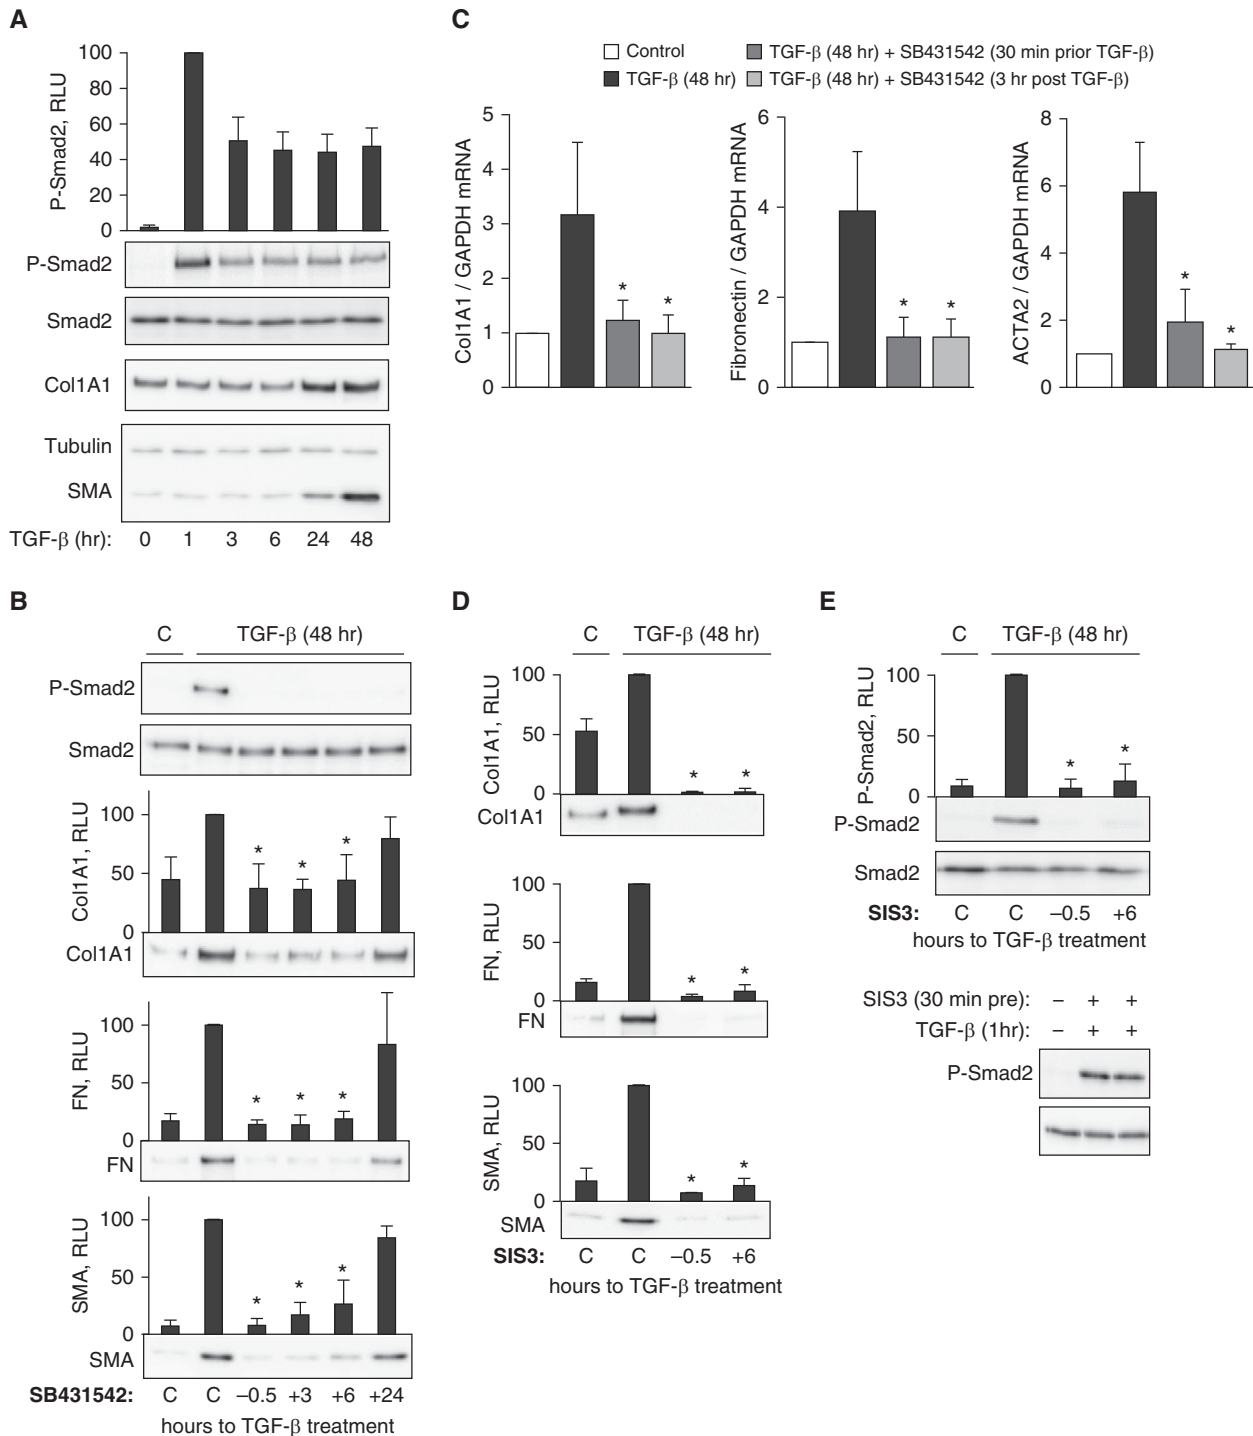 A
100
80
60
40
20
0
P-Smad2, RLU
P-Smad2
Smad2
Col1A1
Tubulin
SMA
TGF-β (hr): 0 1 3 6 24 48
C
Control
TGF-β (48 hr)
TGF-β (48 hr) + SB431542 (30 min prior TGF-β)
TGF-β (48 hr) + SB431542 (3 hr post TGF-β)
Col1A1 / GAPDH mRNA
5
4
3
2
1
0
* *
Fibronectin / GAPDH mRNA
6
4
2
0
* *
ACTA2 / GAPDH mRNA
8
6
4
2
0
* *
B
C TGF-β (48 hr)
P-Smad2
Smad2
Col1A1, RLU
100
50
0
* * *
Col1A1
FN, RLU
100
50
0
* * *
FN
SMA, RLU
100
50
0
* * *
SMA
SB431542: C C –0.5 +3 +6 +24
hours to TGF-β treatment
D
C TGF-β (48 hr)
Col1A1, RLU
100
50
0
* *
Col1A1
FN, RLU
100
50
0
* *
FN
SMA, RLU
100
50
0
* *
SMA
SIS3: C C –0.5 +6
hours to TGF-β treatment
E
C TGF-β (48 hr)
P-Smad2, RLU
100
50
0
* *
P-Smad2
Smad2
SIS3: C C –0.5 +6
hours to TGF-β treatment
SIS3 (30 min pre): – + +
TGF-β (1hr): – + +
P-Smad2